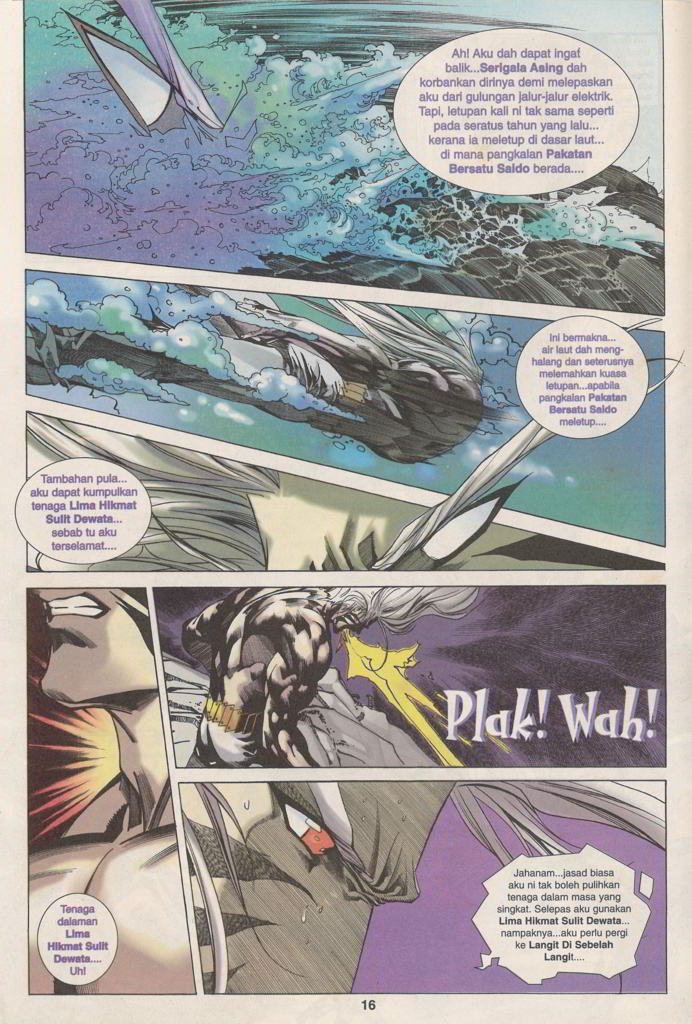 Ah! Aku dah dapat ingat
balik...Serigala Asing dah
korbankan dirinya demi melepaskan
aku dari gulungan jalur-jalur elektrik.
Tapi, letupan kali ni tak sama seperti
pada seratus tahun yang lalu...
kerana ia meletup di dasar laut...
di mana pangkalan Pakatan
Bersatu Saldo berada....
Ini bermakna...
air laut dah meng-
halang dan seterusnya
melemahkan kuasa
letupan...apabila
pangkalan Pakatan
Bersatu Saldo
meletup....
Tambahan pula...
aku dapat kumpulkan
tenaga Lima Hikmat
Sulit Dewata...
sebab tu aku
terselamat....
Plak! Wah!
Tenaga
dalaman
Lima
Hikmat Sulit
Dewata....
Uh!
Jahanam...jasad biasa
aku ni tak boleh pulihkan
tenaga dalam masa yang
singkat. Selepas aku gunakan
Lima Hikmat Sulit Dewata...
nampaknya...aku perlu pergi
ke Langit Di Sebelah
Langit....
16